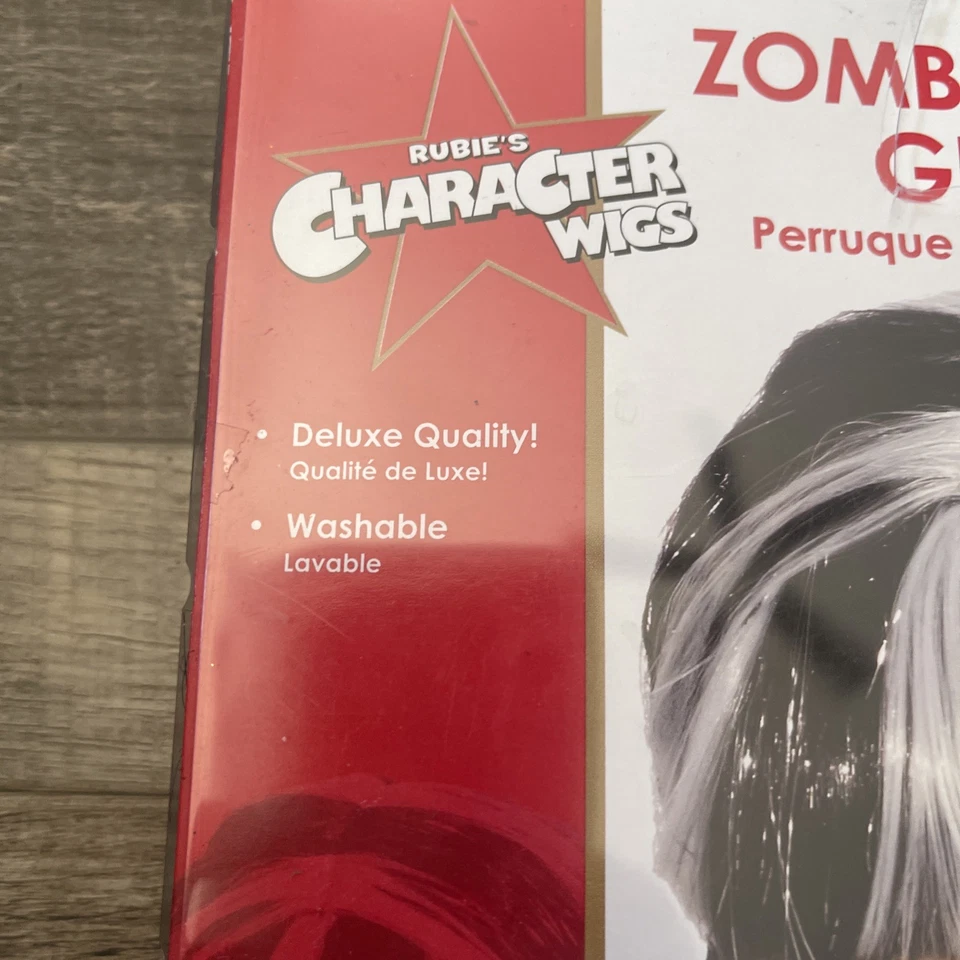 RUBIE'S
CHARACTER
WIGS
ZOMB
G
Perruque
• Deluxe Quality!
Qualité de Luxe!
• Washable
Lavable